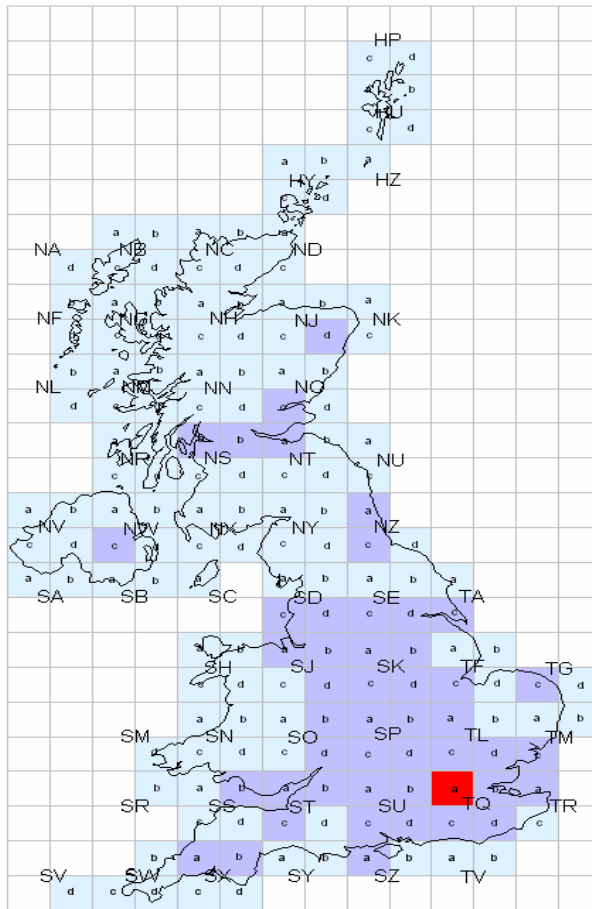 HP
c d
a b
HU
c d
a b a
HY HZ
c d
a b a b a
NA NB NC ND
d c d c d c
b a b a b a b a
NF NG NH NJ NK
d c d c d c d c
b a b a b a b
NL NM NN NO
d c d c d c d
a b a b a b a
NR NS NT NU
c d c d c d c
a b a b a b a b a
NV NW NX NY NZ
c d c d c d c d c d
a b a b a b b a b a
SA SB SC SD SE TA
c d c d c
a b a b a b a b
SH SJ SK TF TG
c d c d c d c d c d
a b a b a b a b a b
SM SN SO SP TL TM
d c d c d c d c d c
b a b a b a b a b a
SR SS ST SU TQ TR
c d c d c d c d c
b a b a b a b a b
SV SW SX SY SZ TV
d c d c d